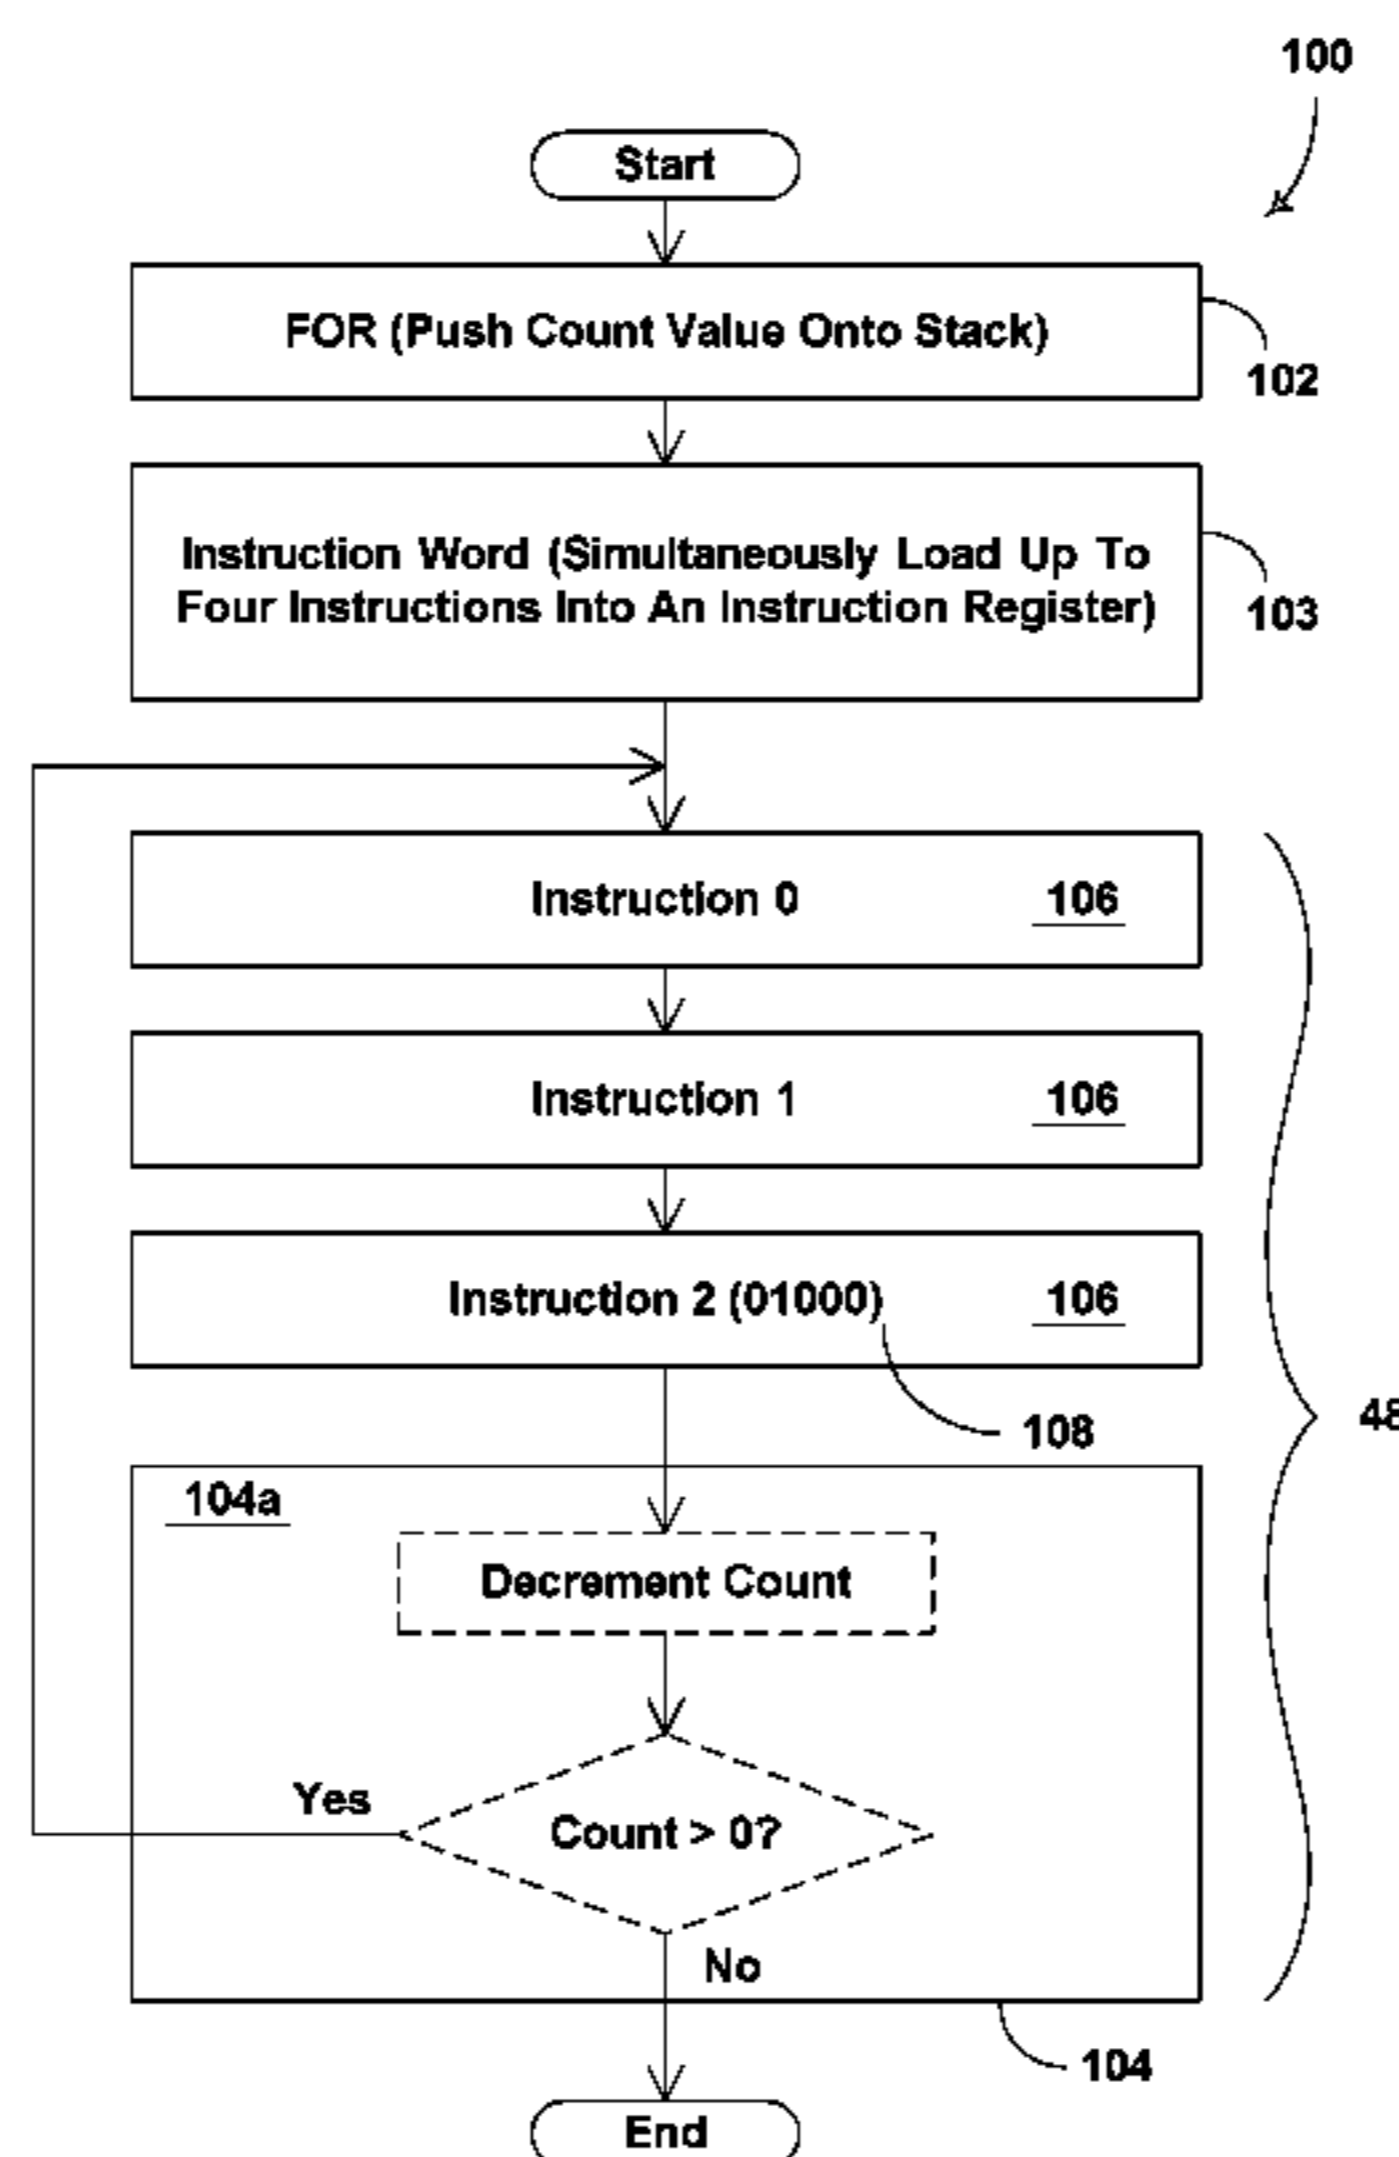 100
Start
FOR (Push Count Value Onto Stack)
102
Instruction Word (Simultaneously Load Up To
Four Instructions Into An Instruction Register)
103
Instruction 0 106
Instruction 1 106
Instruction 2 (01000) 106
108
48
104a
Decrement Count
Yes
Count > 0?
No
104
End